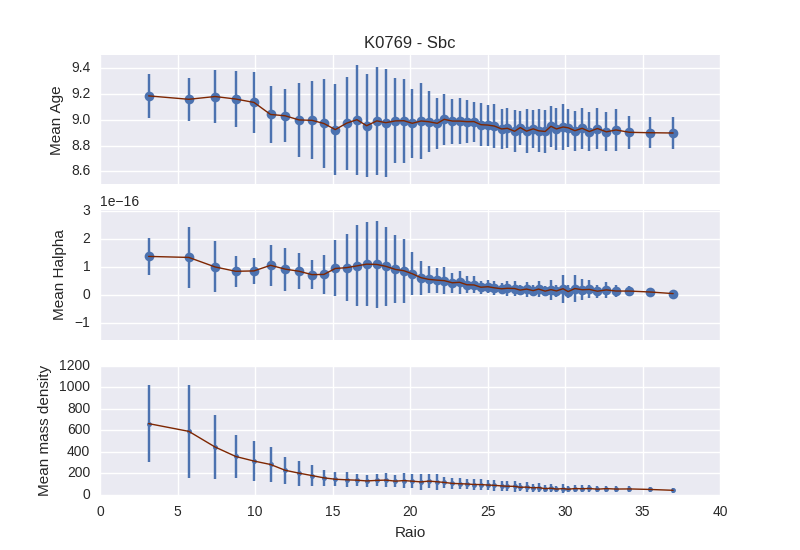 K0769 - Sbc
9.4
9.2
9.0
8.8
8.6
Mean Age
1e−16
3
2
1
0
−1
Mean Halpha
1200
1000
800
600
400
200
0
Mean mass density
0 5 10 15 20 25 30 35 40
Raio